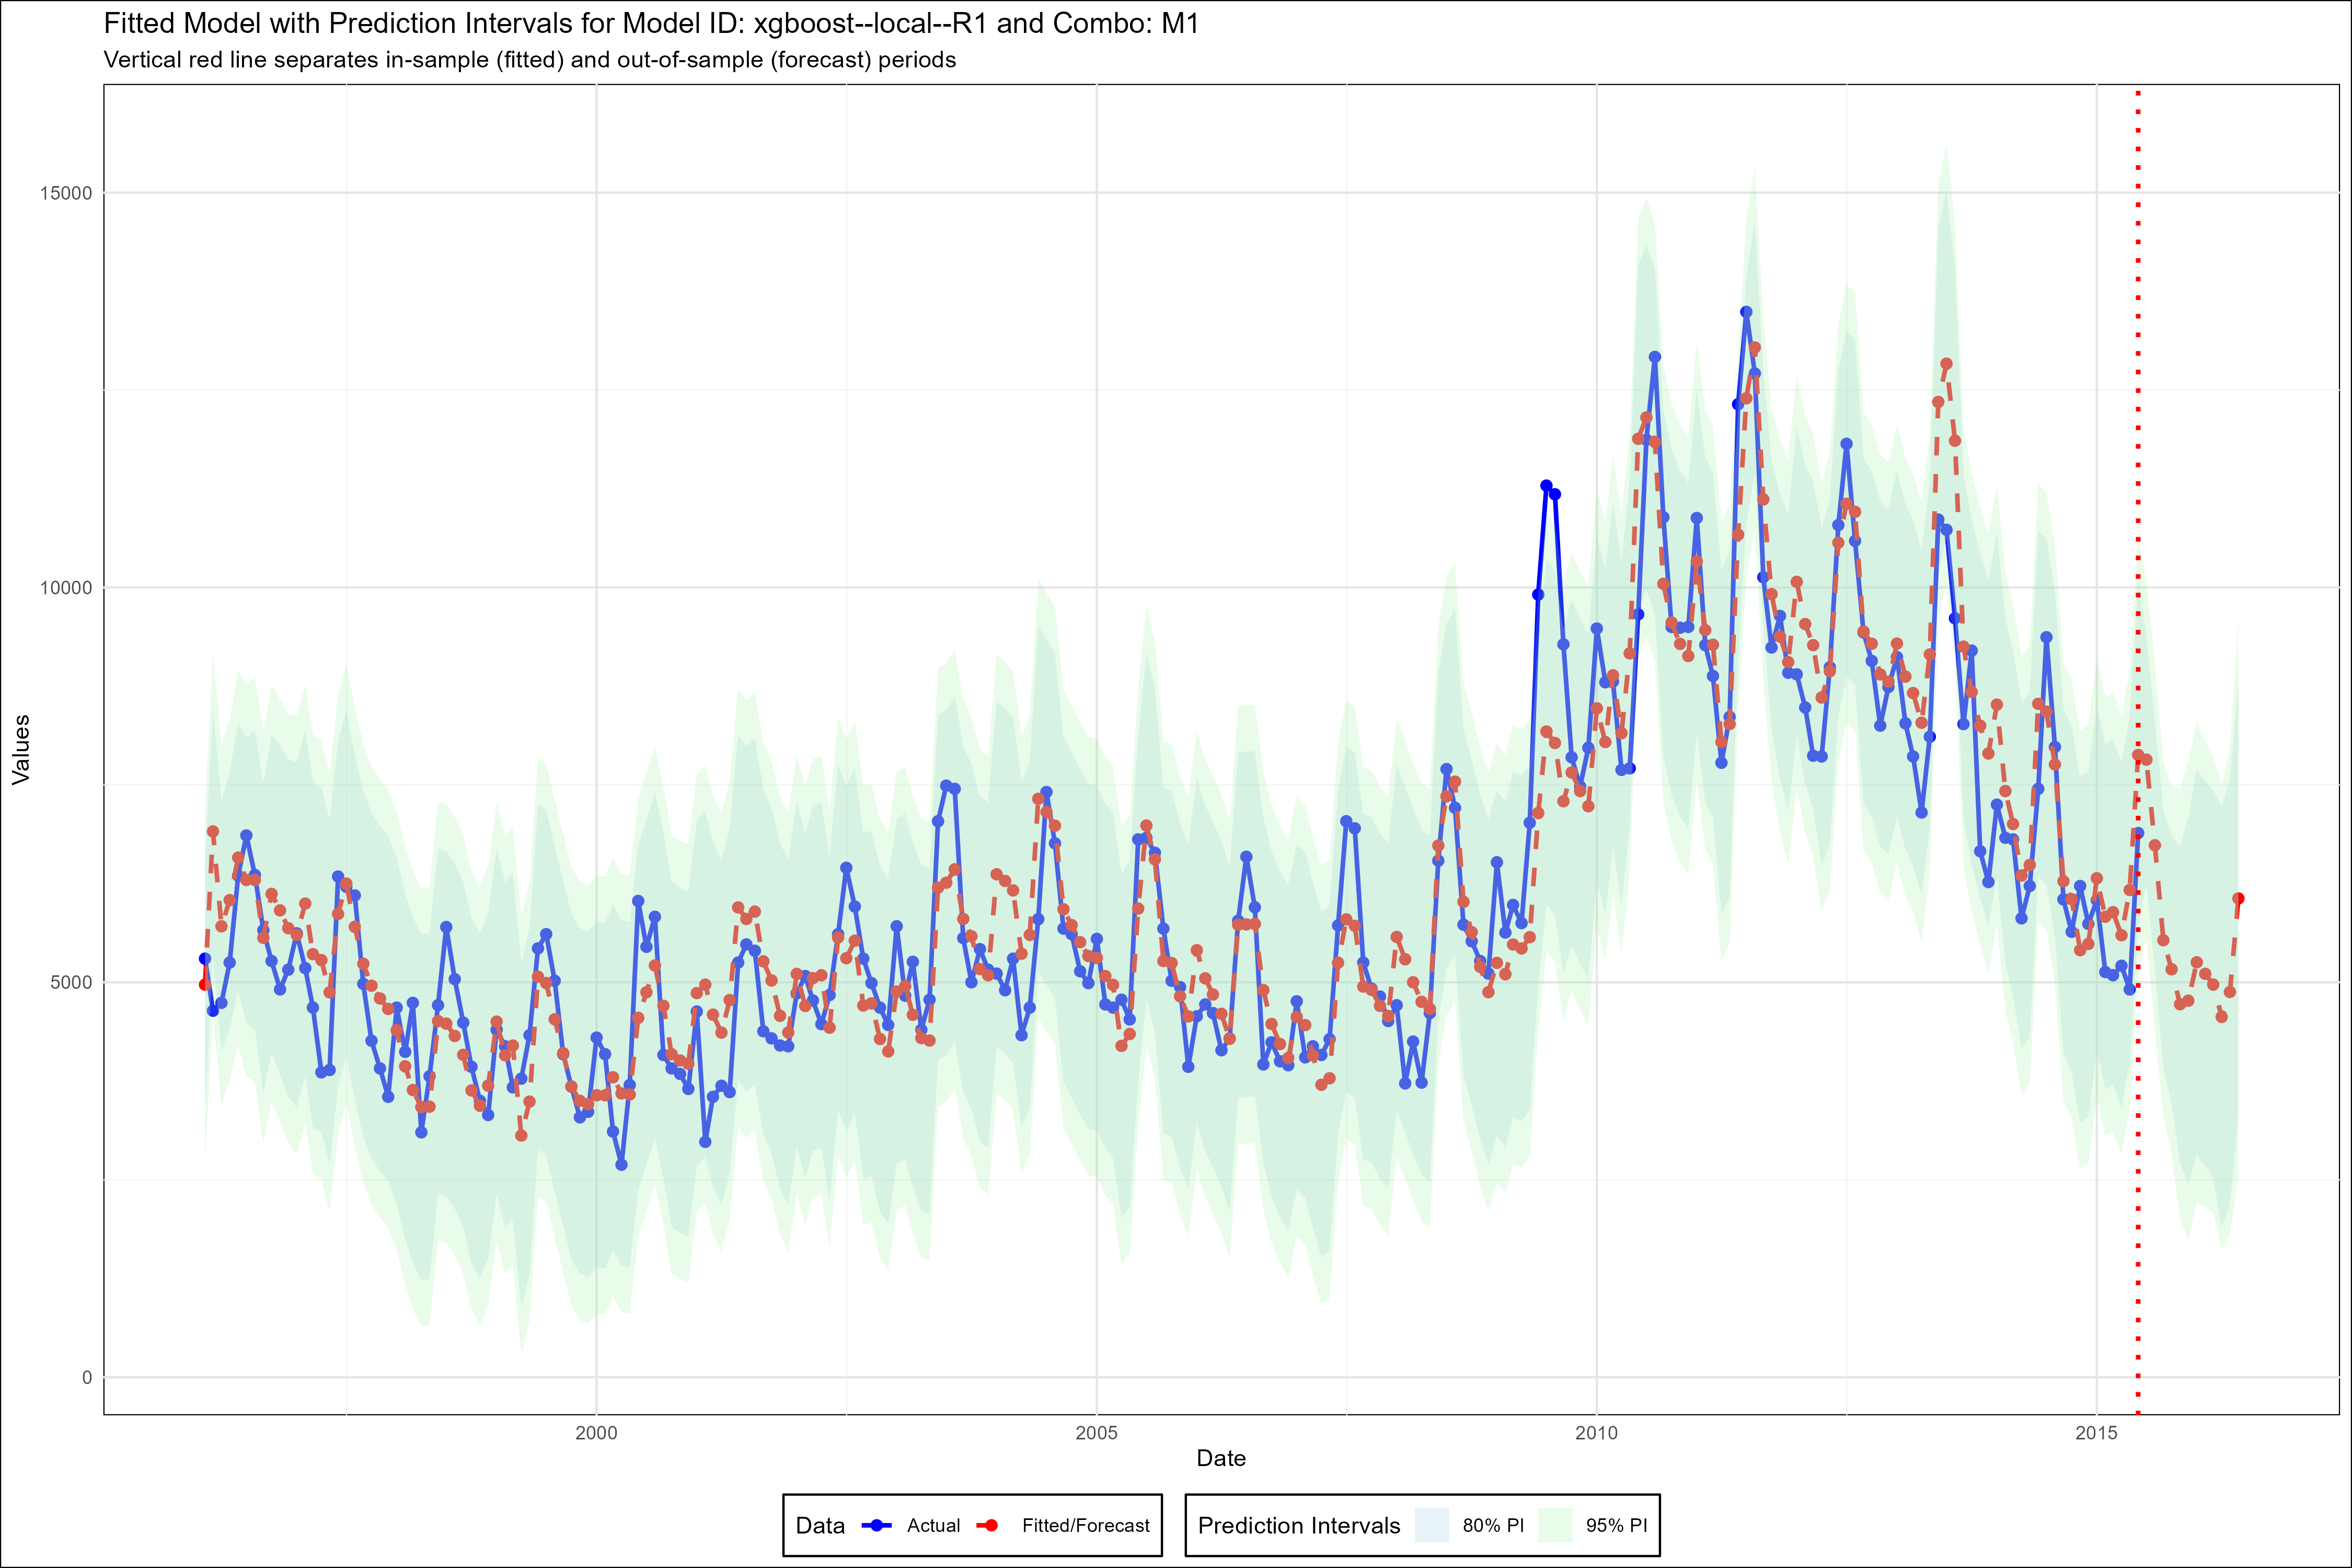 Fitted Model with Prediction Intervals for Model ID: xgboost--local--R1 and Combo: M1
Vertical red line separates in-sample (fitted) and out-of-sample (forecast) periods
15000
10000
5000
0
Values
2000 2005 2010 2015
Date
Data Actual Fitted/Forecast Prediction Intervals 80% PI 95% PI